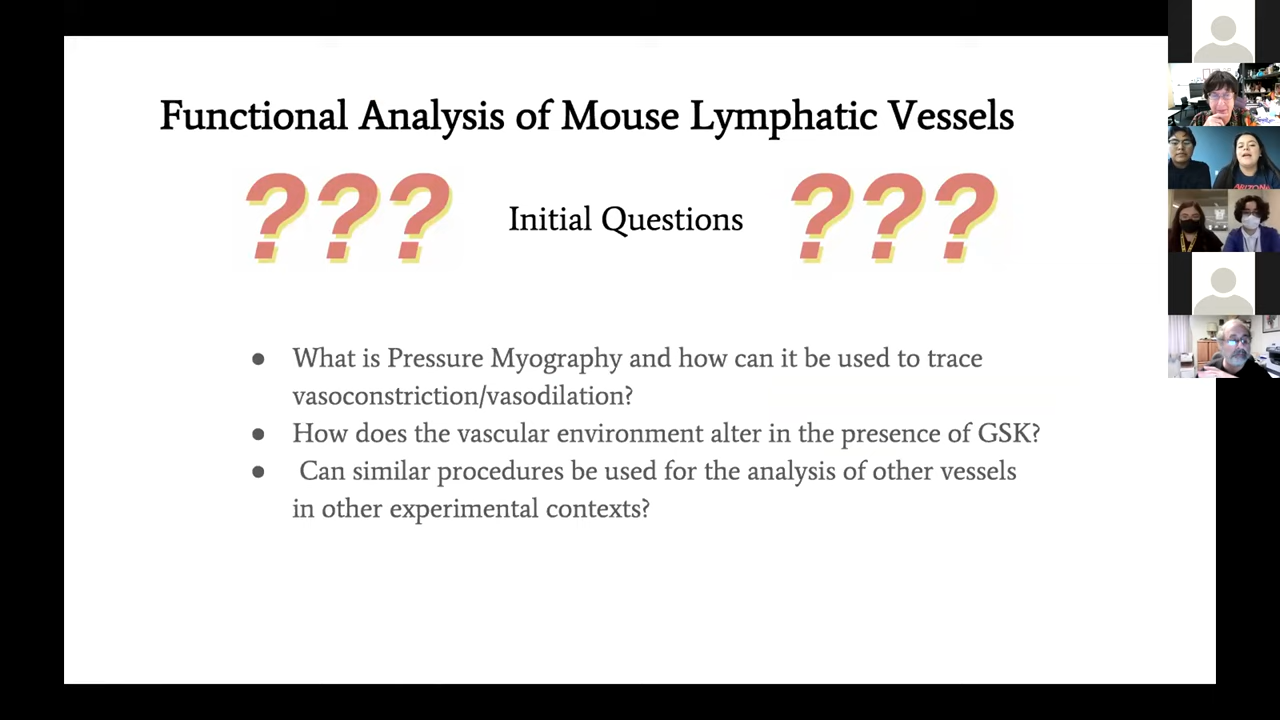 Functional Analysis of Mouse Lymphatic Vessels
??? Initial Questions ???
● What is Pressure Myography and how can it be used to trace
vasoconstriction/vasodilation?
● How does the vascular environment alter in the presence of GSK?
● Can similar procedures be used for the analysis of other vessels
in other experimental contexts?
ARIZONA